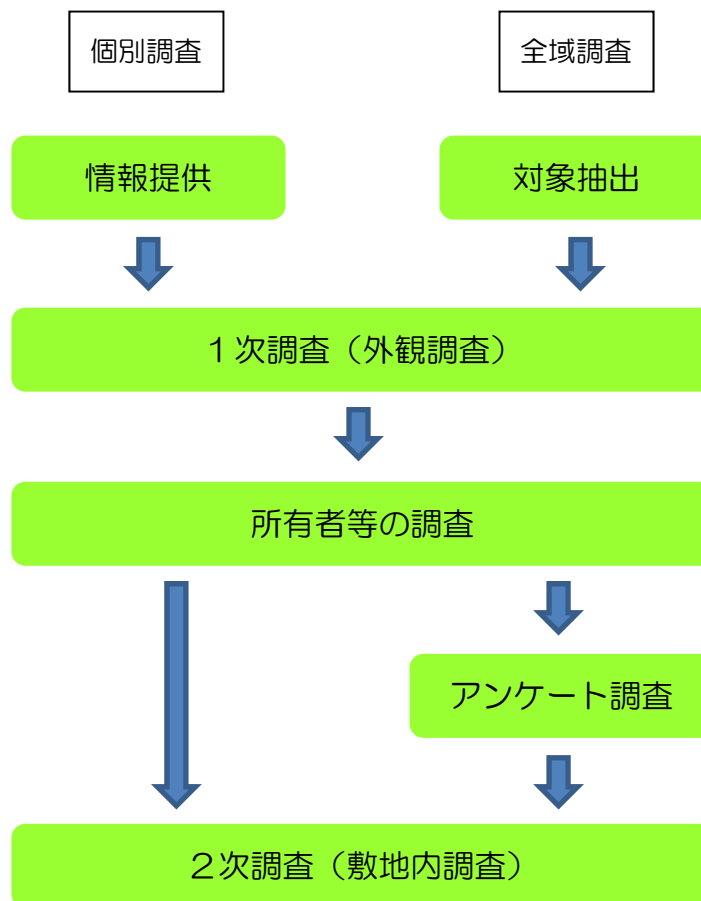 個別調査
全域調査
情報提供
対象抽出
１次調査（外観調査）
所有者等の調査
アンケート調査
２次調査（敷地内調査）